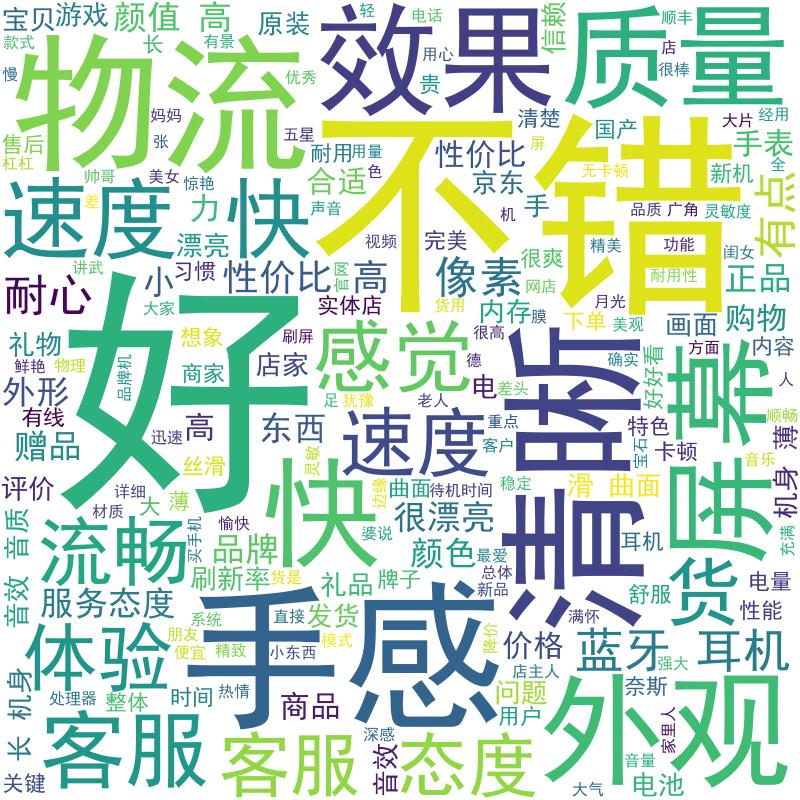 宝贝
游戏
颜值 高
原装
轻
电话
信赖
顺丰
款式
长
有景
用心
店
慢
物流
优秀
效果
贵
质量
很棒
妈妈
五星
清楚
国产
大片
经用
售后
张
耐用
用量
性价比
屏
手表
全
杠杠
帅哥
合适
色
京东
无卡顿
新机
差
美女
惊艳
不错
速度 快
力
声音
机
手
品质
广角
灵敏度
有点
漂亮
视频
完美
很爽
精美
功能
闺女
讲武
习惯
官网
网店
耐用性
耐心
小
性价比
高
像素
正品
大家
实体店
货用
内存
月光
购物
礼物
想象
刷屏
膜
下单
美观
画面
好
感觉
很高
清晰
确实
方面
内容
鲜艳
物理
商家
店家
德
好好看
屏幕
人
外形
品牌机
电
差头
足
犹豫
老人
有线
高
东西
速度
重点
特色
顺畅
赠品
迅速
客户
宝石
卡顿
薄
丝滑
灵敏
边缘
曲面
待机时间
稳定
滑
曲面
音乐
机身
评价
详细
大
薄
快
材质
愉快
婆说
很漂亮
音质
流畅
买手机
品牌
颜色
最爱
耳机
充满
刷新率
货是
礼品
牌子
总体
货
电量
音效
服务态度
手感
新品
舒服
性能
系统
直接
发货
满怀
体验
朋友
便宜
精致
小东西
模式
降价
价格
蓝牙
耳机
店主人
强大
机身
处理器
整体
时间
热情
商品
问题
奈斯
长
客服
用户
外观
家里人
深感
关键
客服
音效
态度
音量
大气
电池